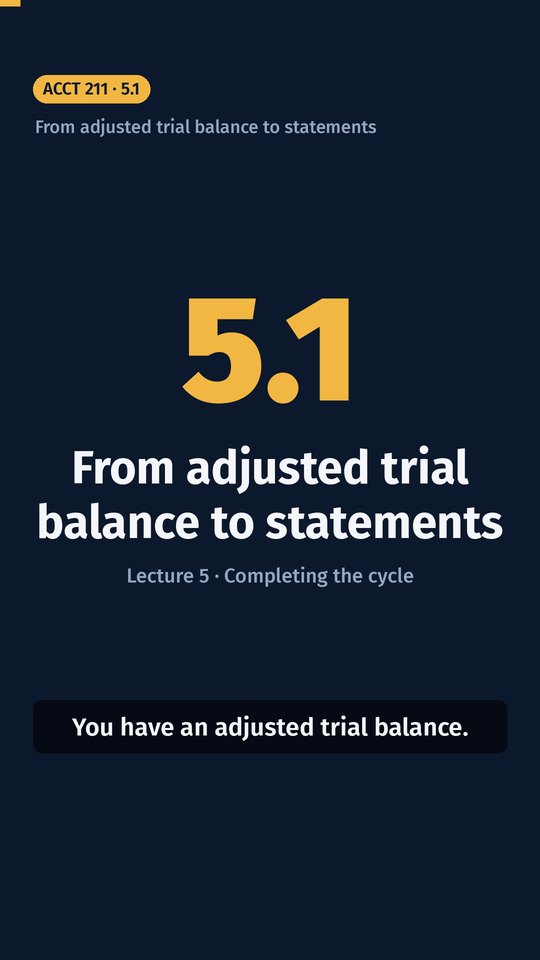 ACCT 211 · 5.1
From adjusted trial balance to statements
5.1
From adjusted trial
balance to statements
Lecture 5 · Completing the cycle
You have an adjusted trial balance.